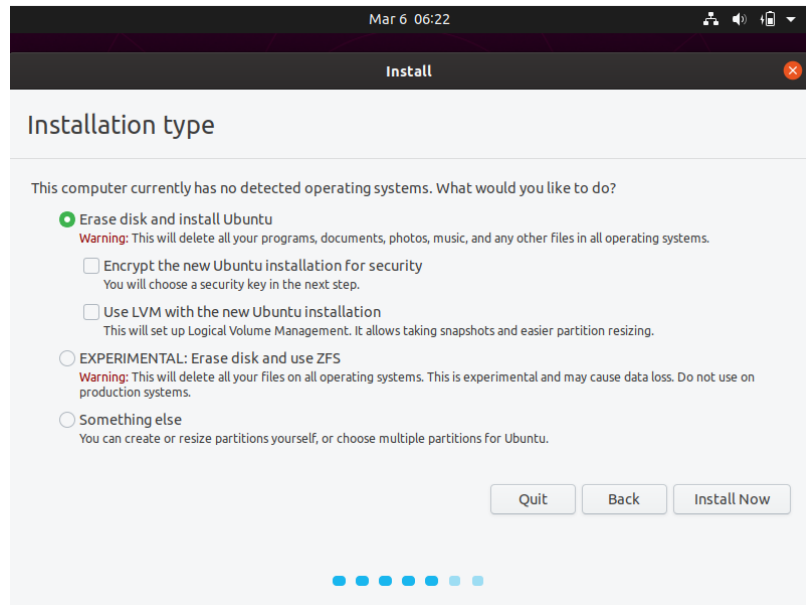 Mar 6 06:22
Install
Installation type
This computer currently has no detected operating systems. What would you like to do?
Erase disk and install Ubuntu
Warning: This will delete all your programs, documents, photos, music, and any other files in all operating systems.
Encrypt the new Ubuntu installation for security
You will choose a security key in the next step.
Use LVM with the new Ubuntu installation
This will set up Logical Volume Management. It allows taking snapshots and easier partition resizing.
EXPERIMENTAL: Erase disk and use ZFS
Warning: This will delete all your files on all operating systems. This is experimental and may cause data loss. Do not use on
production systems.
Something else
You can create or resize partitions yourself, or choose multiple partitions for Ubuntu.
Quit Back Install Now